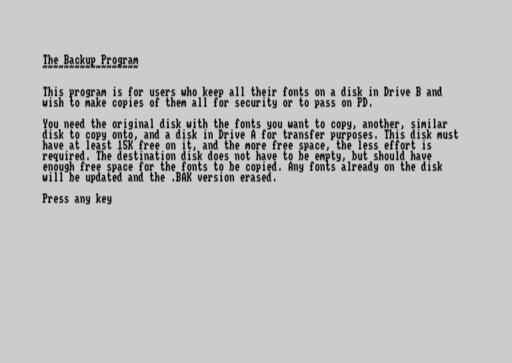 The Backup Program
This program is for users who keep all their fonts on a disk in Drive B and
wish to make copies of them all for security or to pass on PD.
You need the original disk with the fonts you want to copy, another, similar
disk to copy onto, and a disk in Drive A for transfer purposes. This disk must
have at least 15K free on it, and the more free space, the less effort is
required. The destination disk does not have to be empty, but should have
enough free space for the fonts to be copied. Any fonts already on the disk
will be updated and the .BAK version erased.
Press any key